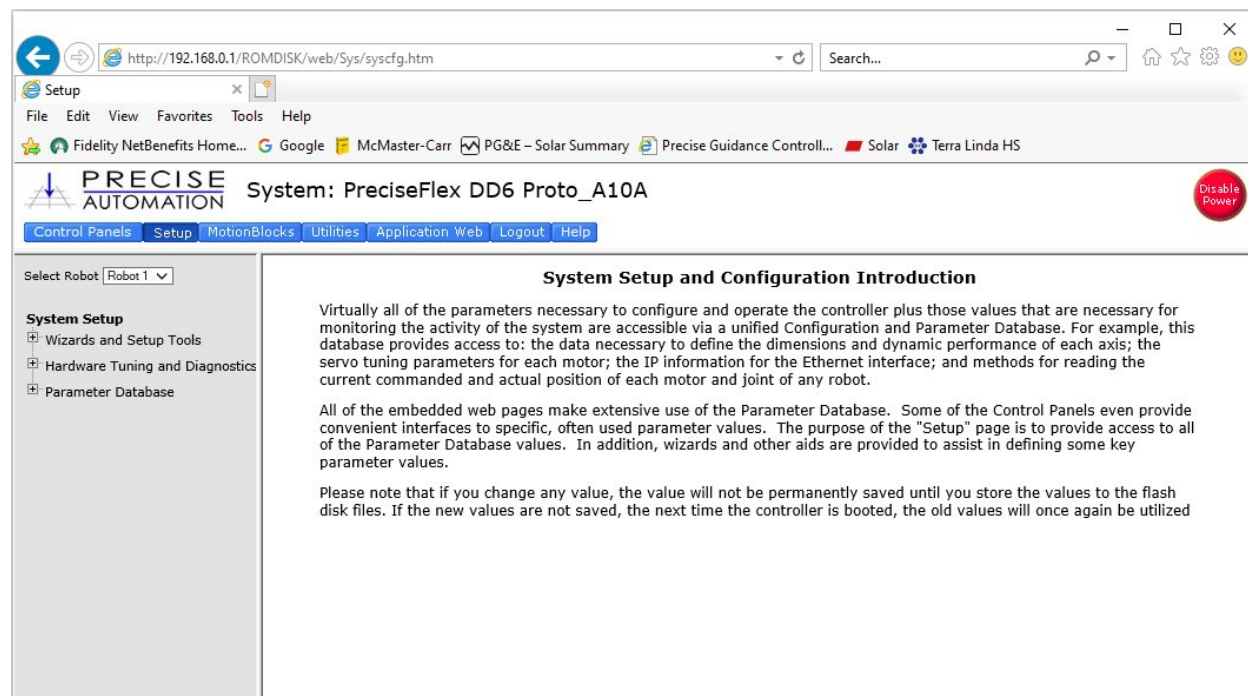 http://192.168.0.1/ROMDISK/web/Sys/syscfg.htm
Search...
Setup
File Edit View Favorites Tools Help
Fidelity NetBenefits Home... Google McMaster-Carr PG&E – Solar Summary Precise Guidance Controll... Solar Terra Linda HS
PRECISE
AUTOMATION
System: PreciseFlex DD6 Proto_A10A
Disable
Power
Control Panels Setup MotionBlocks Utilities Application Web Logout Help
Select Robot Robot 1
System Setup
Wizards and Setup Tools
Hardware Tuning and Diagnostics
Parameter Database
System Setup and Configuration Introduction
Virtually all of the parameters necessary to configure and operate the controller plus those values that are necessary for
monitoring the activity of the system are accessible via a unified Configuration and Parameter Database. For example, this
database provides access to: the data necessary to define the dimensions and dynamic performance of each axis; the
servo tuning parameters for each motor; the IP information for the Ethernet interface; and methods for reading the
current commanded and actual position of each motor and joint of any robot.
All of the embedded web pages make extensive use of the Parameter Database. Some of the Control Panels even provide
convenient interfaces to specific, often used parameter values. The purpose of the "Setup" page is to provide access to all
of the Parameter Database values. In addition, wizards and other aids are provided to assist in defining some key
parameter values.
Please note that if you change any value, the value will not be permanently saved until you store the values to the flash
disk files. If the new values are not saved, the next time the controller is booted, the old values will once again be utilized